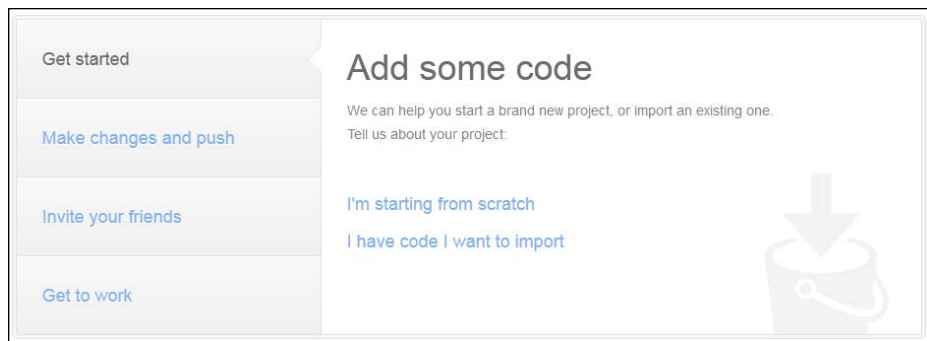 Get started
Make changes and push
Invite your friends
Get to work
Add some code
We can help you start a brand new project, or import an existing one.
Tell us about your project:
I'm starting from scratch
I have code I want to import